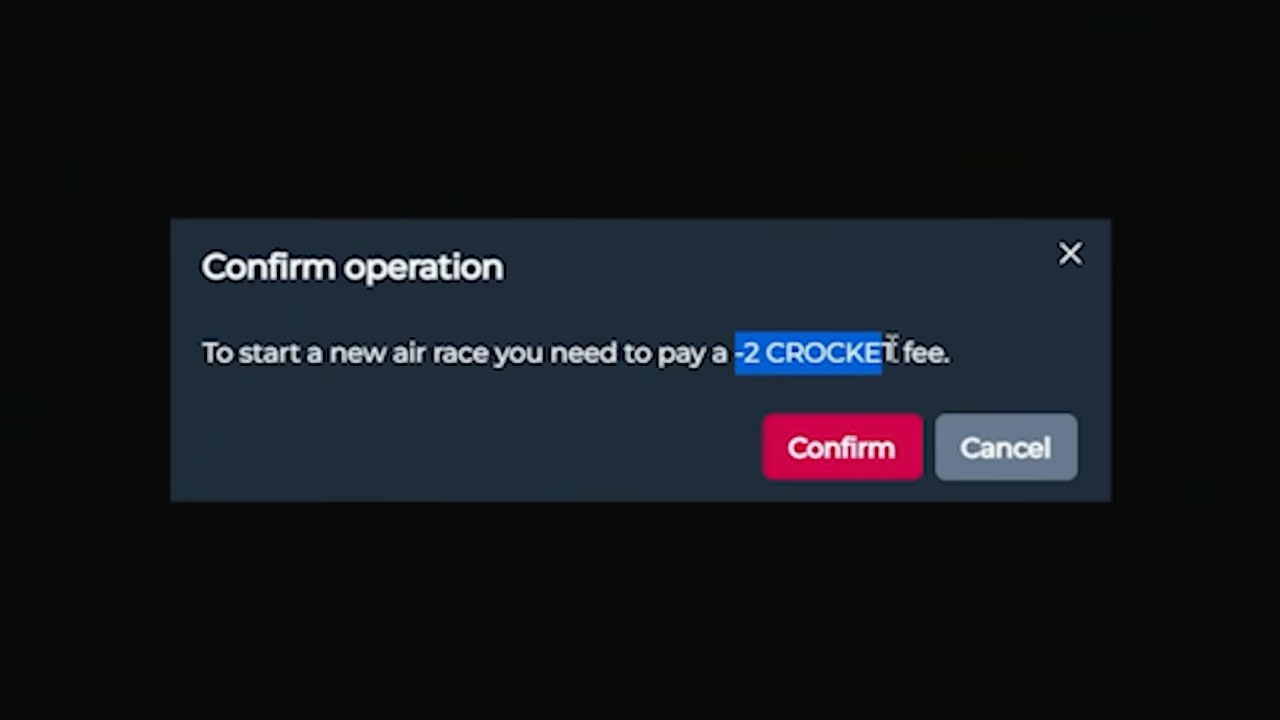 Confirm operation
To start a new air race you need to pay a -2 CROCKET fee.
Confirm Cancel